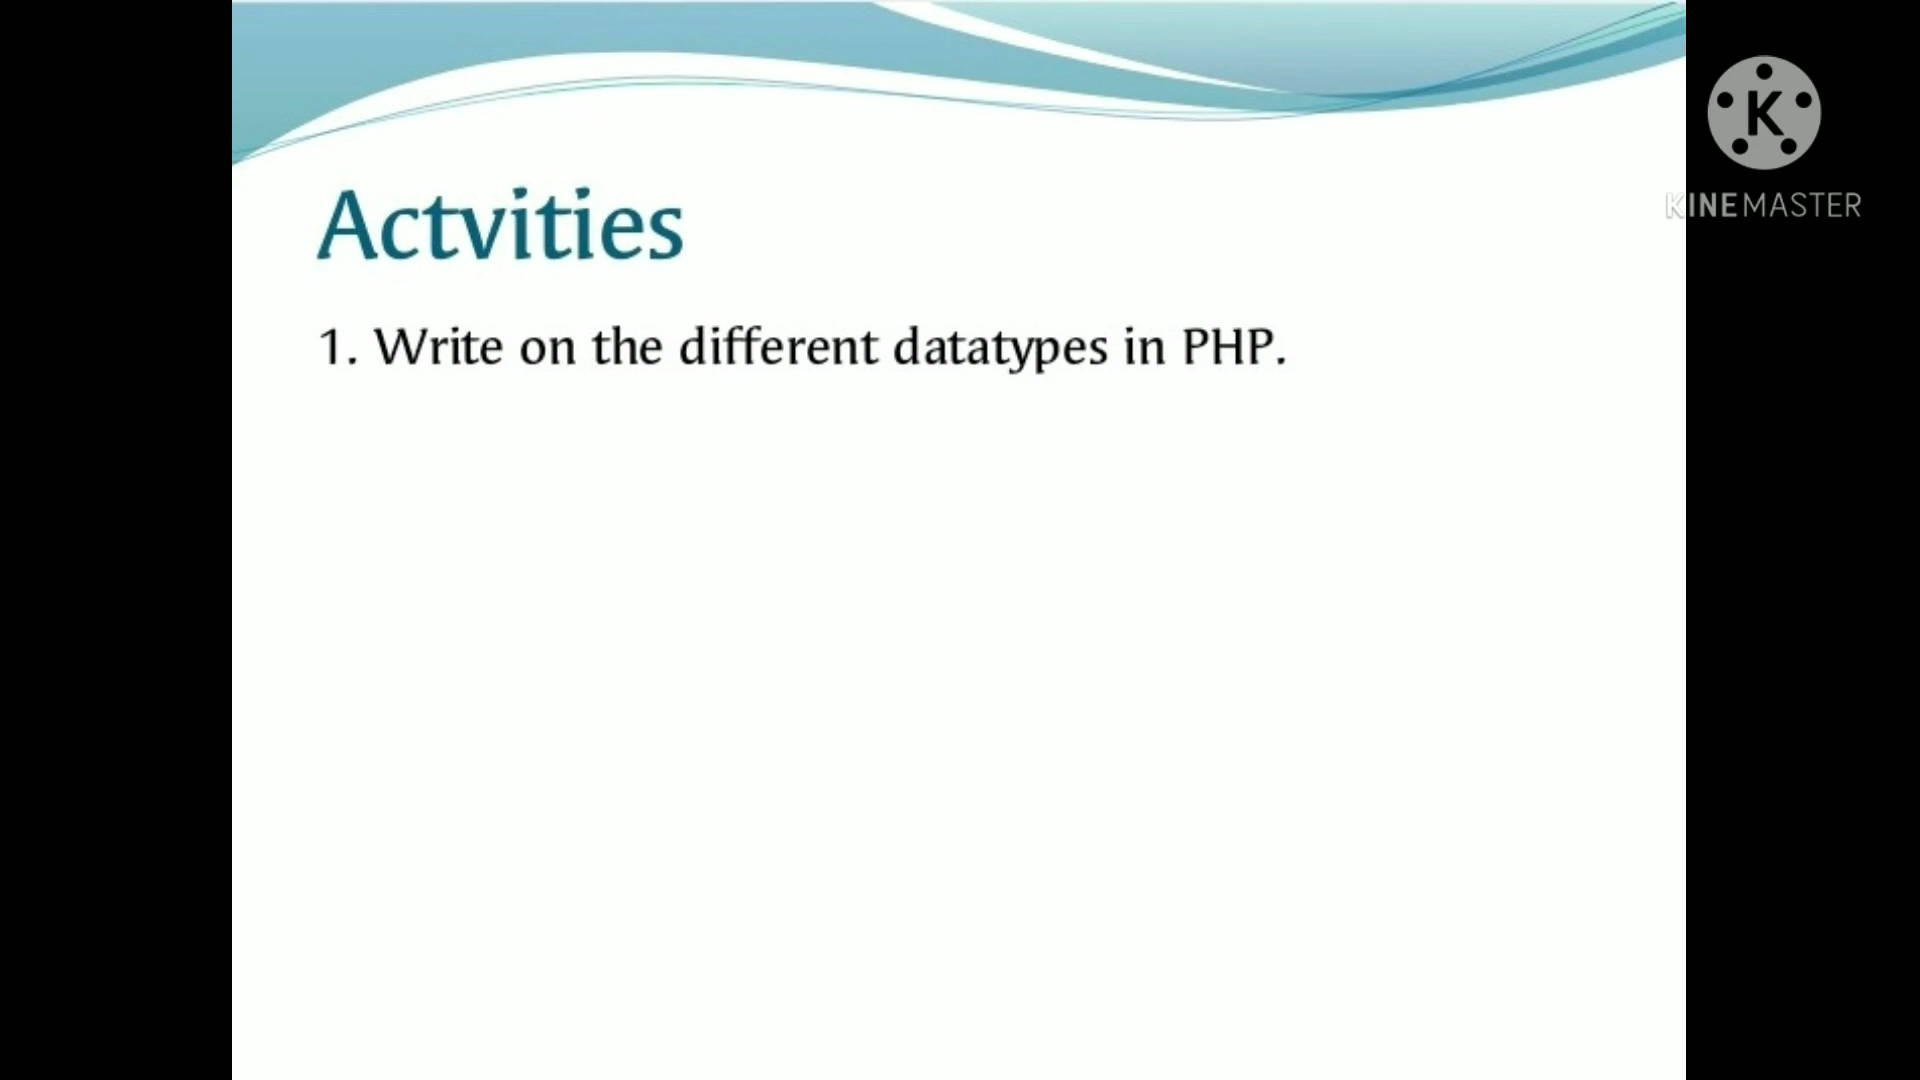 Actvities
1. Write on the different datatypes in PHP.
K
KINEMASTER